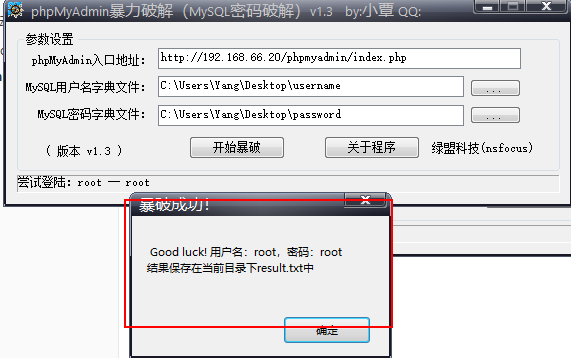 phpMyAdmin暴力破解（MySQL密码破解）v1.3 by:小覃 QQ:
参数设置
phpMyAdmin入口地址: http://192.168.66.20/phpmyadmin/index.php
MySQL用户名字典文件: C:\Users\Yang\Desktop\username ...
MySQL密码字典文件: C:\Users\Yang\Desktop\password ...
( 版本 v1.3 ) 开始暴破 关于程序 绿盟科技(nsfocus)
尝试登陆: root — root
暴破成功!
Good luck! 用户名：root，密码：root
结果保存在当前目录下result.txt中
确定